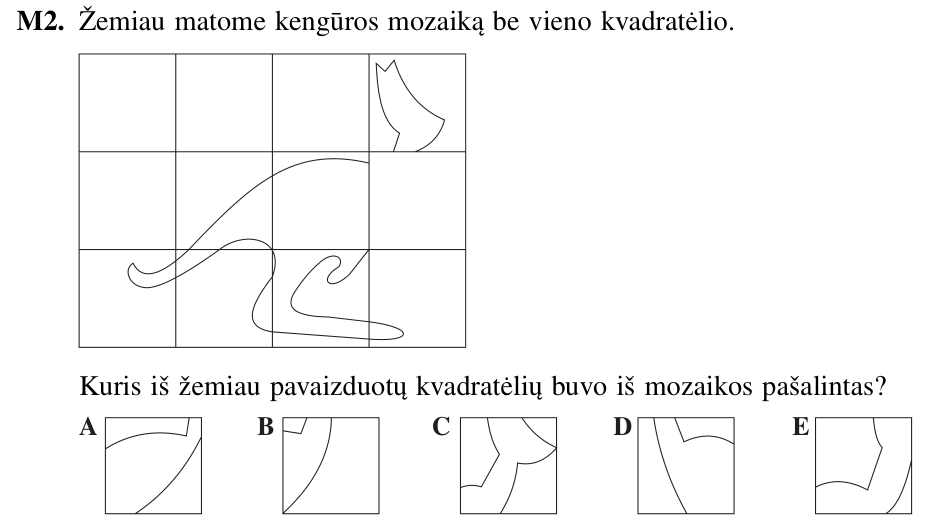 M2. Žemiau matome kengūros mozaiką be vieno kvadratėlio.
Kuris iš žemiau pavaizduotų kvadratėlių buvo iš mozaikos pašalintas?
A B C D E